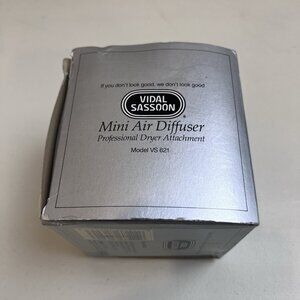 If you don't look good, we don't look good
VIDAL
SASSOON®
Mini Air Diffuser
Professional Dryer Attachment
Model VS 621